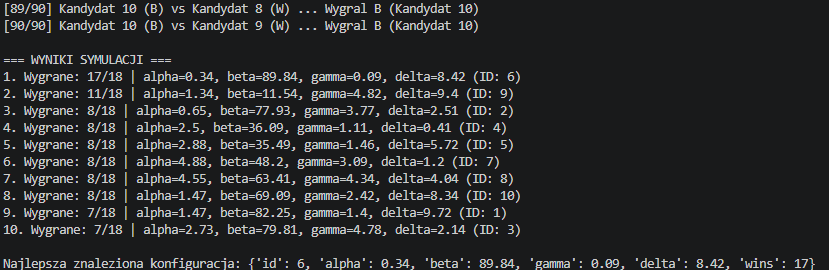 [89/90] Kandydat 10 (B) vs Kandydat 8 (W) ... Wygral B (Kandydat 10)
[90/90] Kandydat 10 (B) vs Kandydat 9 (W) ... Wygral B (Kandydat 10)
=== WYNIKI SYMULACJI ===
1. Wygrane: 17/18 | alpha=0.34, beta=89.84, gamma=0.09, delta=8.42 (ID: 6)
2. Wygrane: 11/18 | alpha=1.34, beta=11.54, gamma=4.82, delta=9.4 (ID: 9)
3. Wygrane: 8/18 | alpha=0.65, beta=77.93, gamma=3.77, delta=2.51 (ID: 2)
4. Wygrane: 8/18 | alpha=2.5, beta=36.09, gamma=1.11, delta=0.41 (ID: 4)
5. Wygrane: 8/18 | alpha=2.88, beta=35.49, gamma=1.46, delta=5.72 (ID: 5)
6. Wygrane: 8/18 | alpha=4.88, beta=48.2, gamma=3.09, delta=1.2 (ID: 7)
7. Wygrane: 8/18 | alpha=4.55, beta=63.41, gamma=4.34, delta=4.04 (ID: 8)
8. Wygrane: 8/18 | alpha=1.47, beta=69.09, gamma=2.42, delta=8.34 (ID: 10)
9. Wygrane: 7/18 | alpha=1.47, beta=82.25, gamma=1.4, delta=9.72 (ID: 1)
10. Wygrane: 7/18 | alpha=2.73, beta=79.81, gamma=4.78, delta=2.14 (ID: 3)
Najlepsza znaleziona konfiguracja: {'id': 6, 'alpha': 0.34, 'beta': 89.84, 'gamma': 0.09, 'delta': 8.42, 'wins': 17}